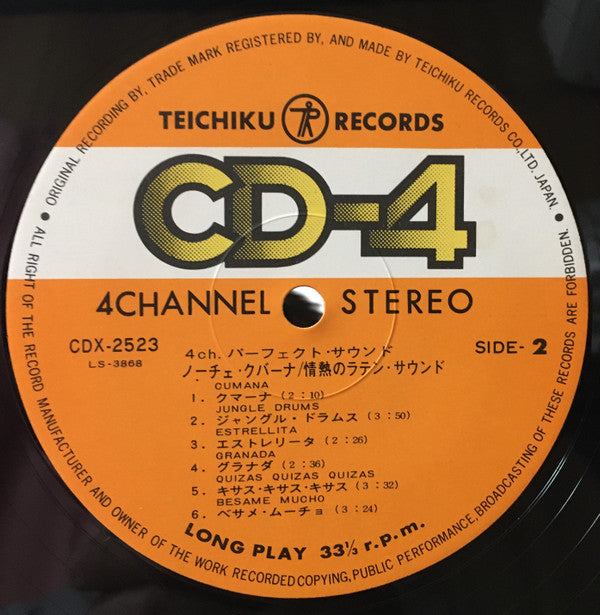 • ORIGINAL RECORDING BY, TRADE MARK REGISTERED BY, AND MADE BY TEICHIKU RECORDS CO., LTD. JAPAN. •
TEICHIKU RECORDS
CD-4
4CHANNEL STEREO
CDX-2523
LS-3868
SIDE-2
4ch. パーフェクト・サウンド
ノーチェ・クバーナ/情熱のラテン・サウンド
CUMANA
1. クマーナ (2:10)
JUNGLE DRUMS
2. ジャングル・ドラムス (3:50)
ESTRELLITA
3. エストレリータ (2:26)
GRANADA
4. グラナダ (2:36)
QUIZAS QUIZAS QUIZAS
5. キサス・キサス・キサス (3:32)
BESAME MUCHO
6. ベサメ・ムーチョ (3:24)
LONG PLAY 33⅓ r.p.m.
ALL RIGHT OF THE RECORD MANUFACTURER AND OWNER OF THE WORK RECORDED COPYING, PUBLIC PERFORMANCE, BROADCASTING OF THESE RECORDS ARE FORBIDDEN.